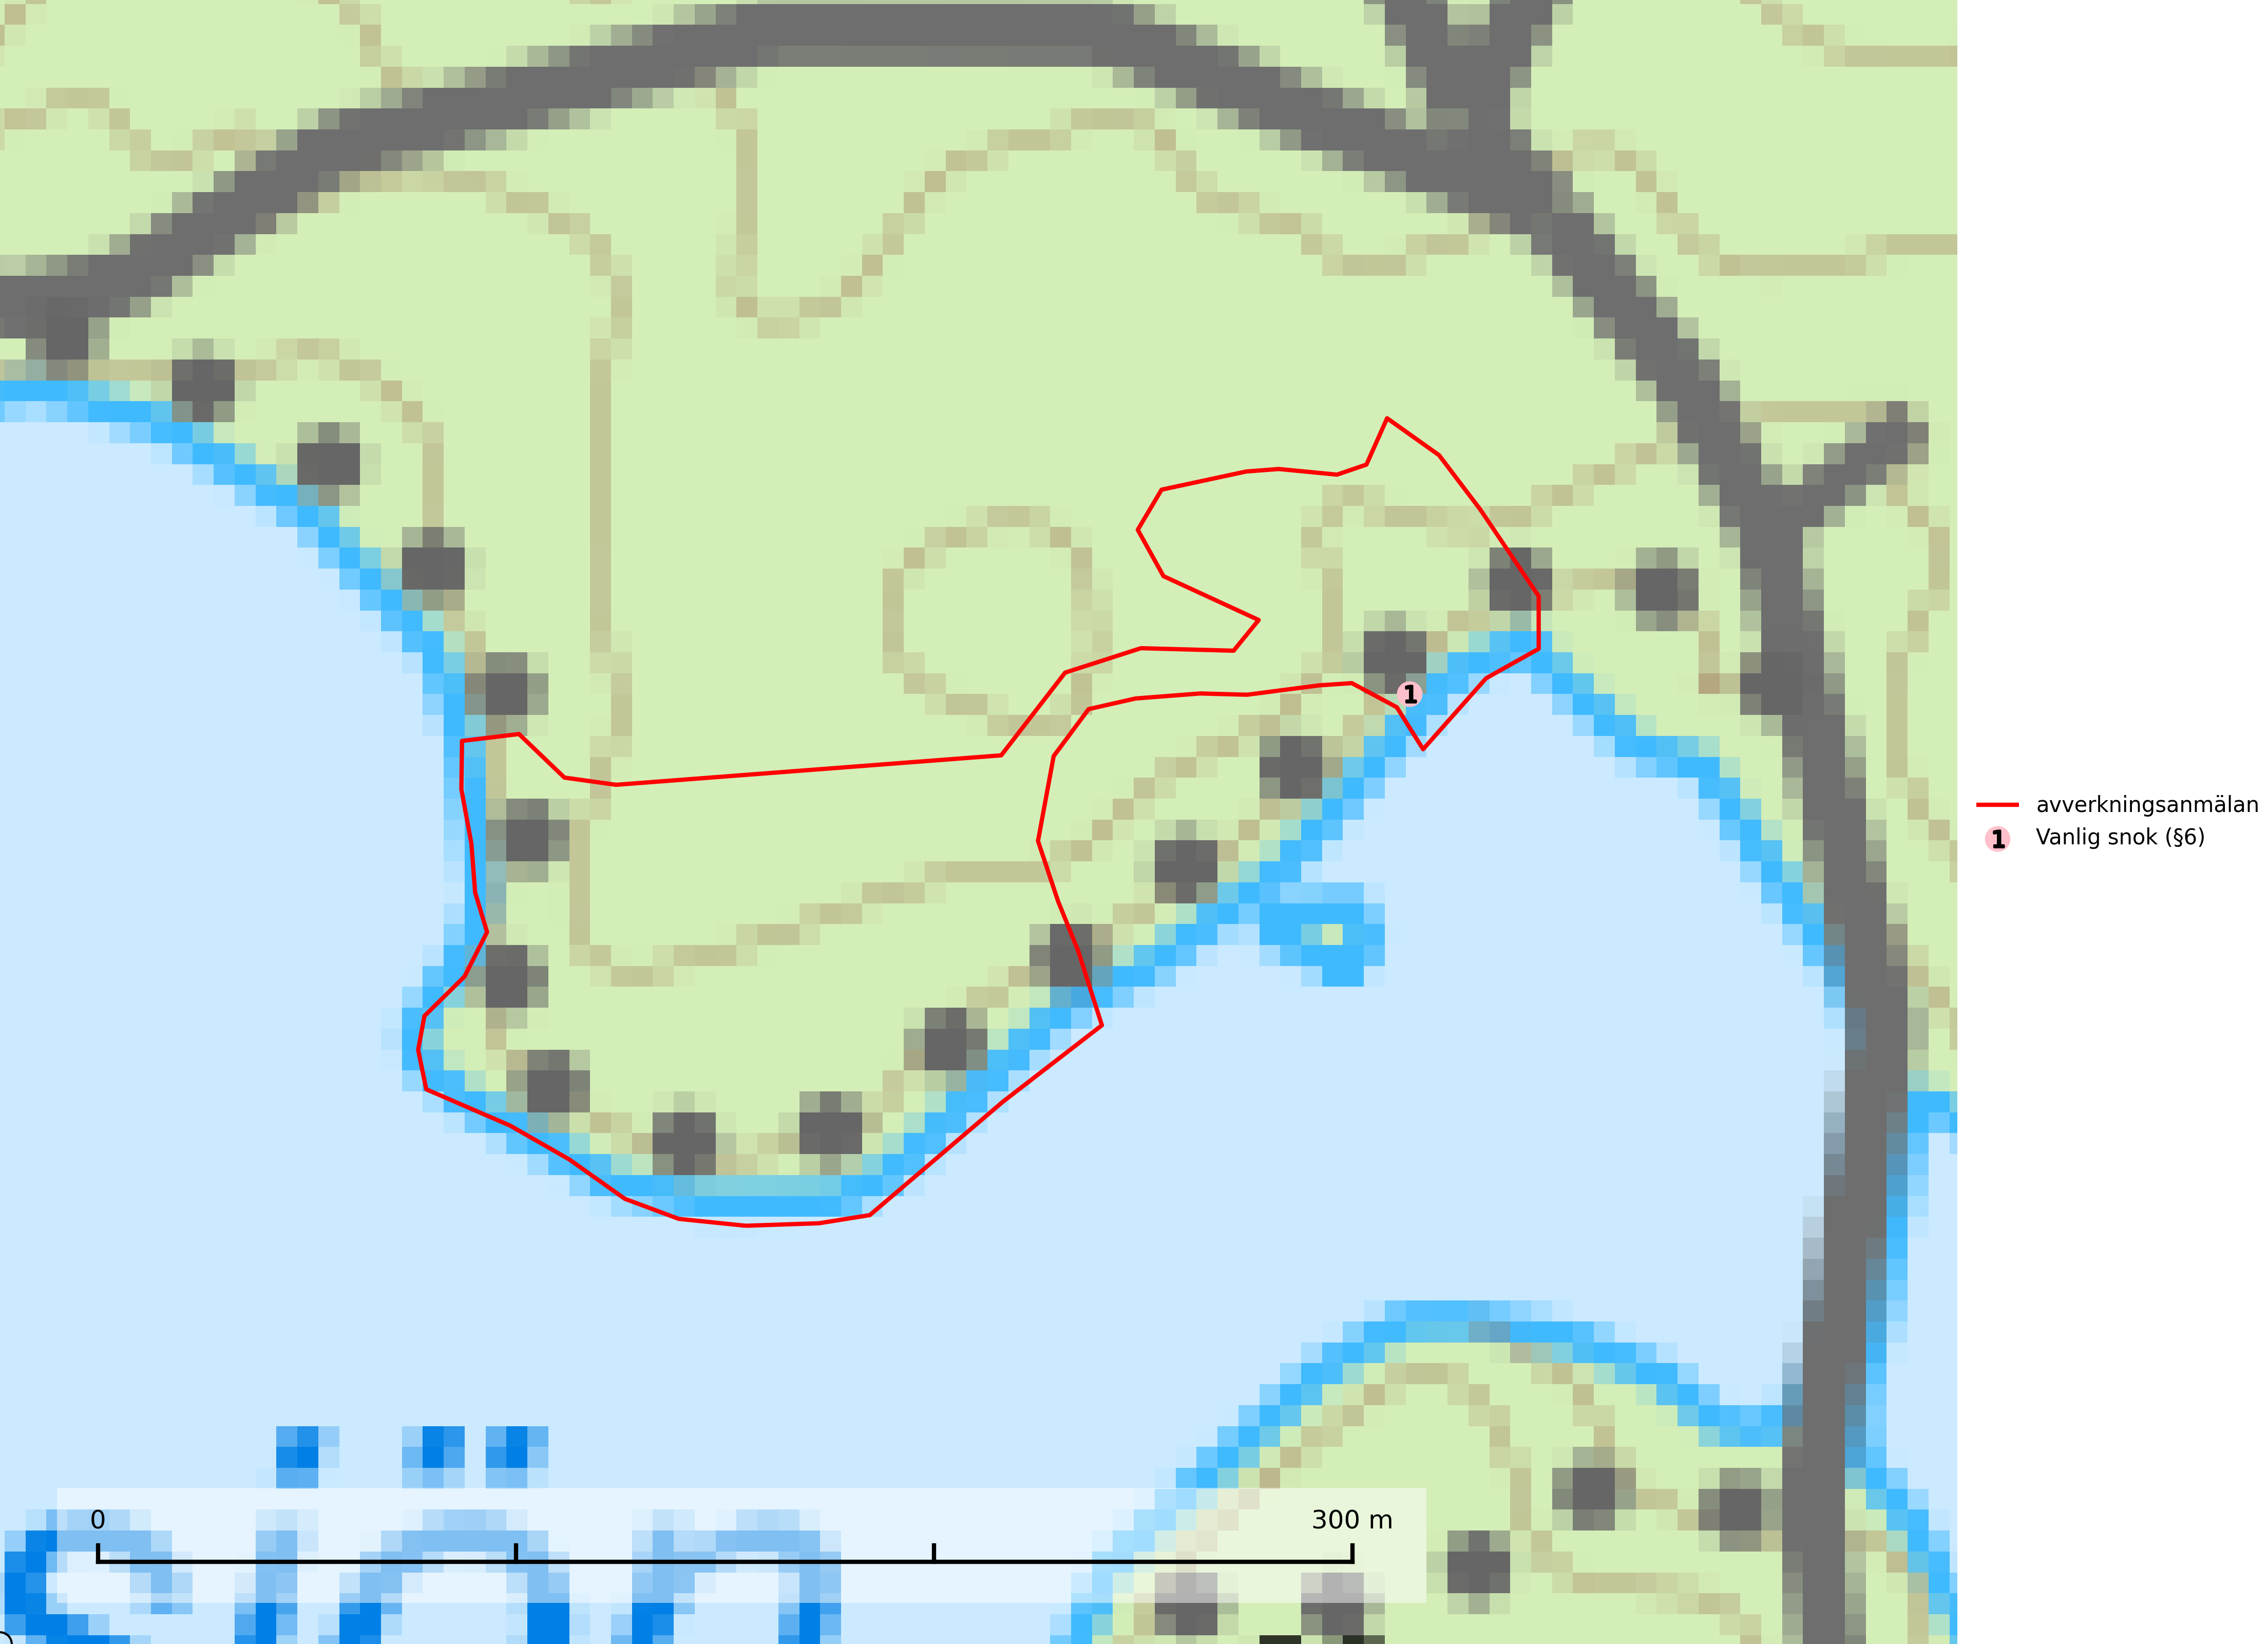 1
avverkningsanmälan
1 Vanlig snok (§6)
0 300 m